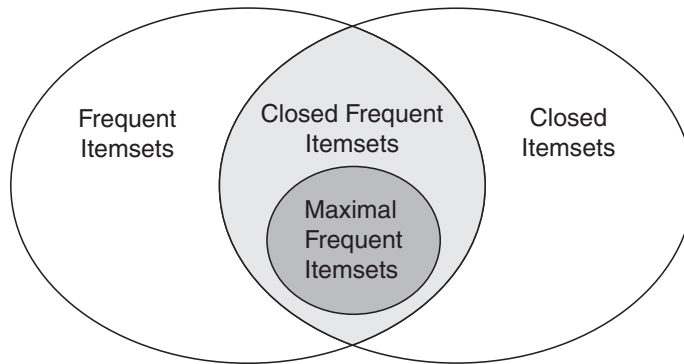 Frequent
Itemsets
Closed Frequent
Itemsets
Closed
Itemsets
Maximal
Frequent
Itemsets